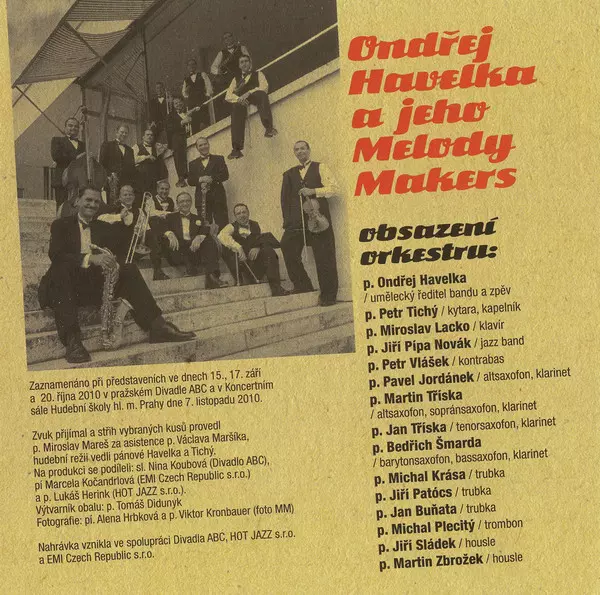 Ondřej
Havelka
a jeho
Melody
Makers
obsazení
orkestru:
p. Ondřej Havelka
/ umělecký ředitel bandu a zpěv
p. Petr Tichý / kytara, kapelník
p. Miroslav Lacko / klavír
p. Jiří Pípa Novák / jazz band
p. Petr Vlášek / kontrabas
p. Pavel Jordánek / altsaxofon, klarinet
p. Martin Tříska
/ altsaxofon, sopránsaxofon, klarinet
p. Jan Tříska / tenorsaxofon, klarinet
p. Bedřich Šmarda
/ barytonsaxofon, bassaxofon, klarinet
p. Michal Krása / trubka
p. Jiří Patócs / trubka
p. Jan Buňata / trubka
p. Michal Plecitý / trombon
p. Jiří Sládek / housle
p. Martin Zbrožek / housle
Zaznamenáno při představeních ve dnech 15., 17. září
a 20. října 2010 v pražském Divadle ABC a v Koncertním
sále Hudební školy hl. m. Prahy dne 7. listopadu 2010.
Zvuk přijímal a střih vybraných kusů provedl
p. Miroslav Mareš za asistence p. Václava Maršíka,
hudební režii vedli pánové Havelka a Tichý.
Na produkci se podíleli: sl. Nina Koubová (Divadlo ABC),
pí Marcela Kočandrlová (EMI Czech Republic s.r.o.)
a p. Lukáš Herink (HOT JAZZ s.r.o.).
Výtvarník obalu: p. Tomáš Didunyk
Fotografie: pí. Alena Hrbková a p. Viktor Kronbauer (foto MM)
Nahrávka vznikla ve spolupráci Divadla ABC, HOT JAZZ s.r.o.
a EMI Czech Republic s.r.o.